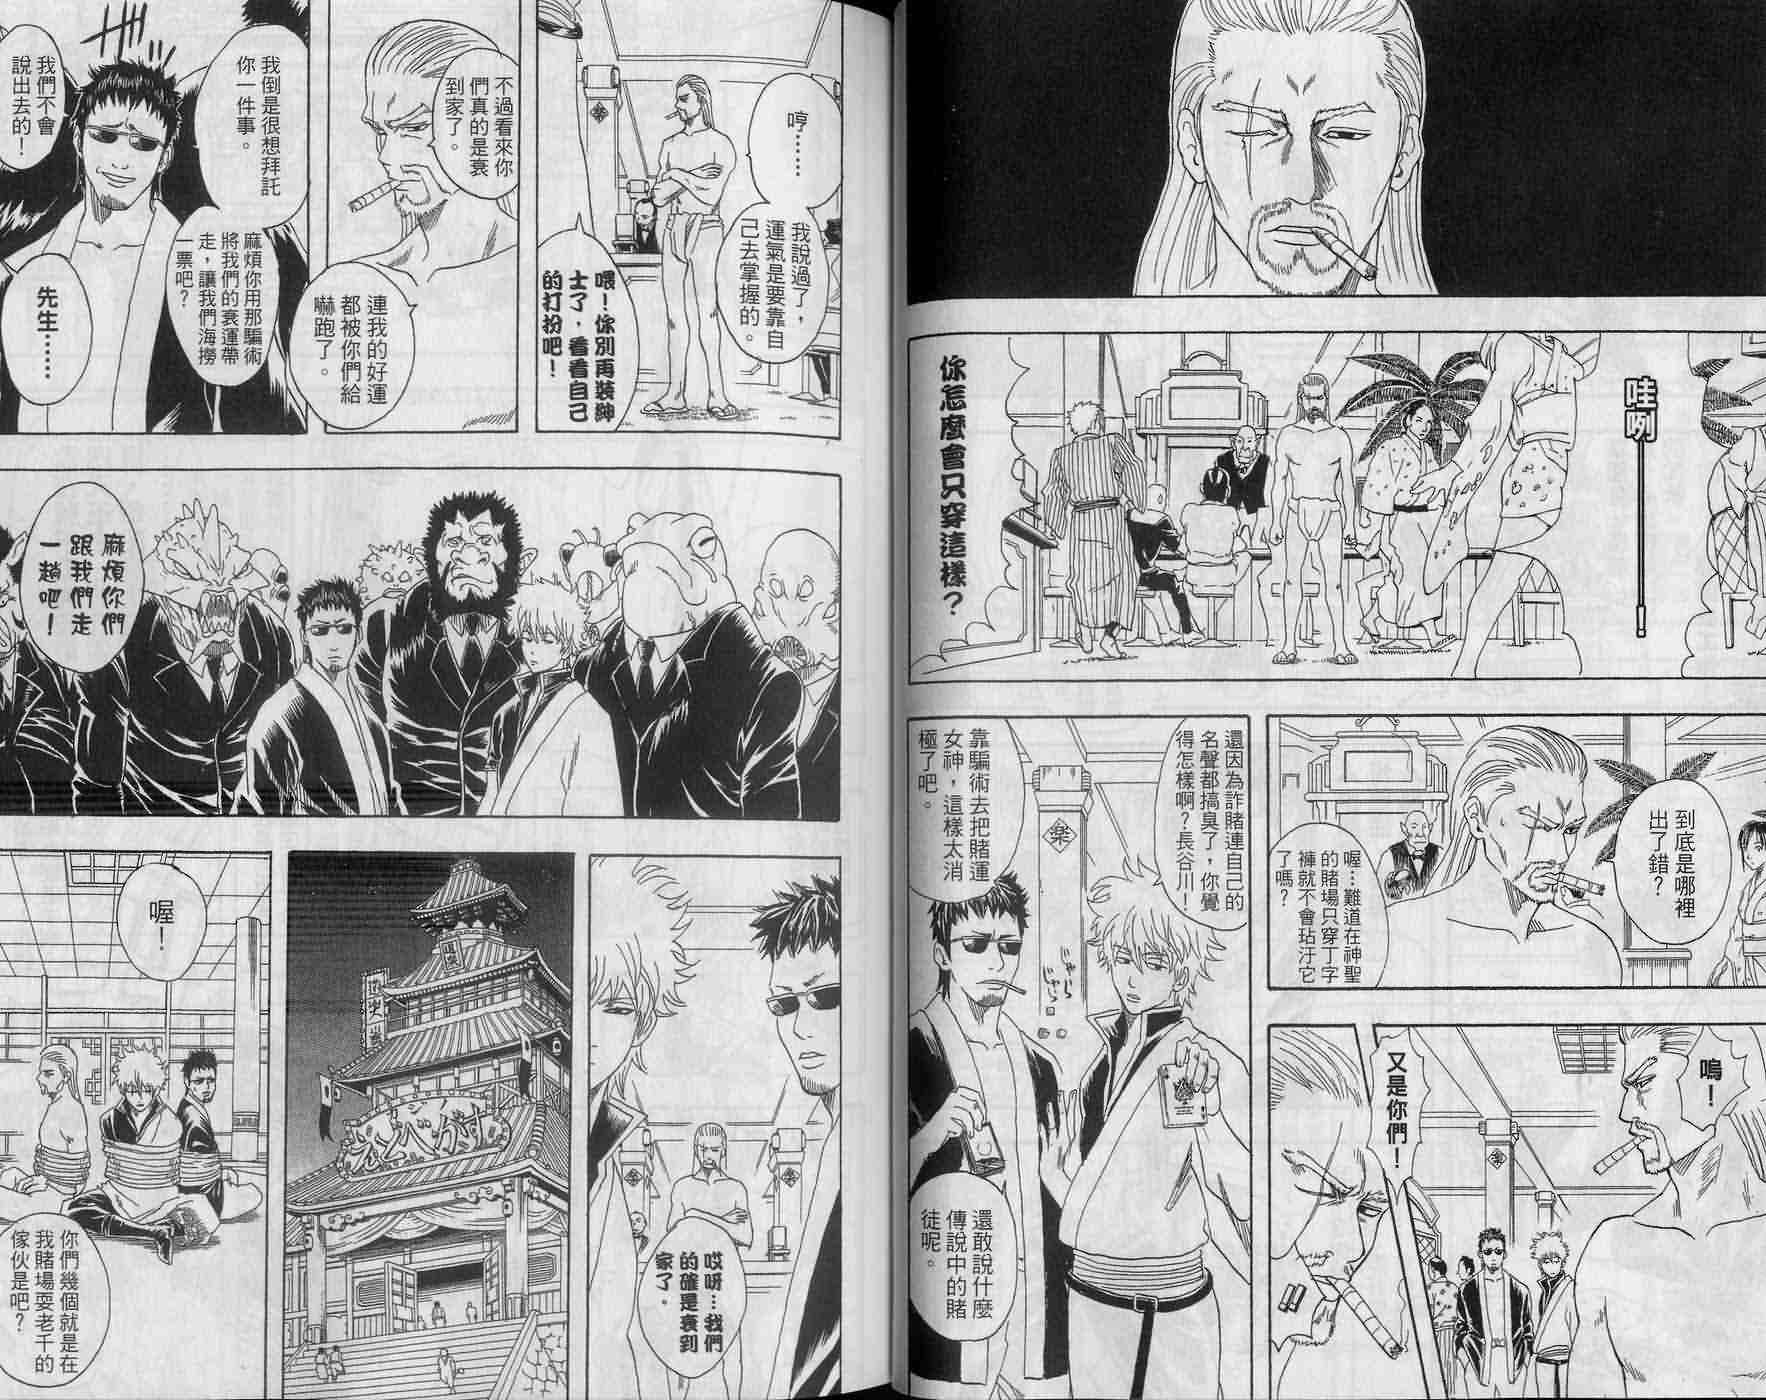 哇咧
你怎麼會只穿這樣？
到底是哪裡
出了錯？
喔…難道在神聖
的賭場只穿丁字
褲就不會玷汙它
了嗎？
嗚！
又是你們！
還因為詐賭連自己的
名聲都搞臭了，你覺
得怎樣啊？長谷川！
靠騙術去把賭運
女神，這樣太消
極了吧。
楽
じゃら
じゃら
還敢說什麼
傳說中的賭
徒呢。
楽
哼……
我說過了，
運氣是要靠自
己去掌握的。
喂！你別再裝紳
士了，看看自己
的打扮吧！
不過看來你
們真的是衰
到家了。
連我的好運
都被你們給
嚇跑了。
我倒是很想拜託
你一件事。
麻煩你用那騙術
將我們的衰運帶
走，讓我們海撈
一票吧？
我們不會
說出去的！
先生……
麻煩你們
跟我們走
一趟吧！
哎呀…我們
的確是衰到
家了。
喔！
你們幾個就是在
我賭場耍老千的
傢伙是吧？